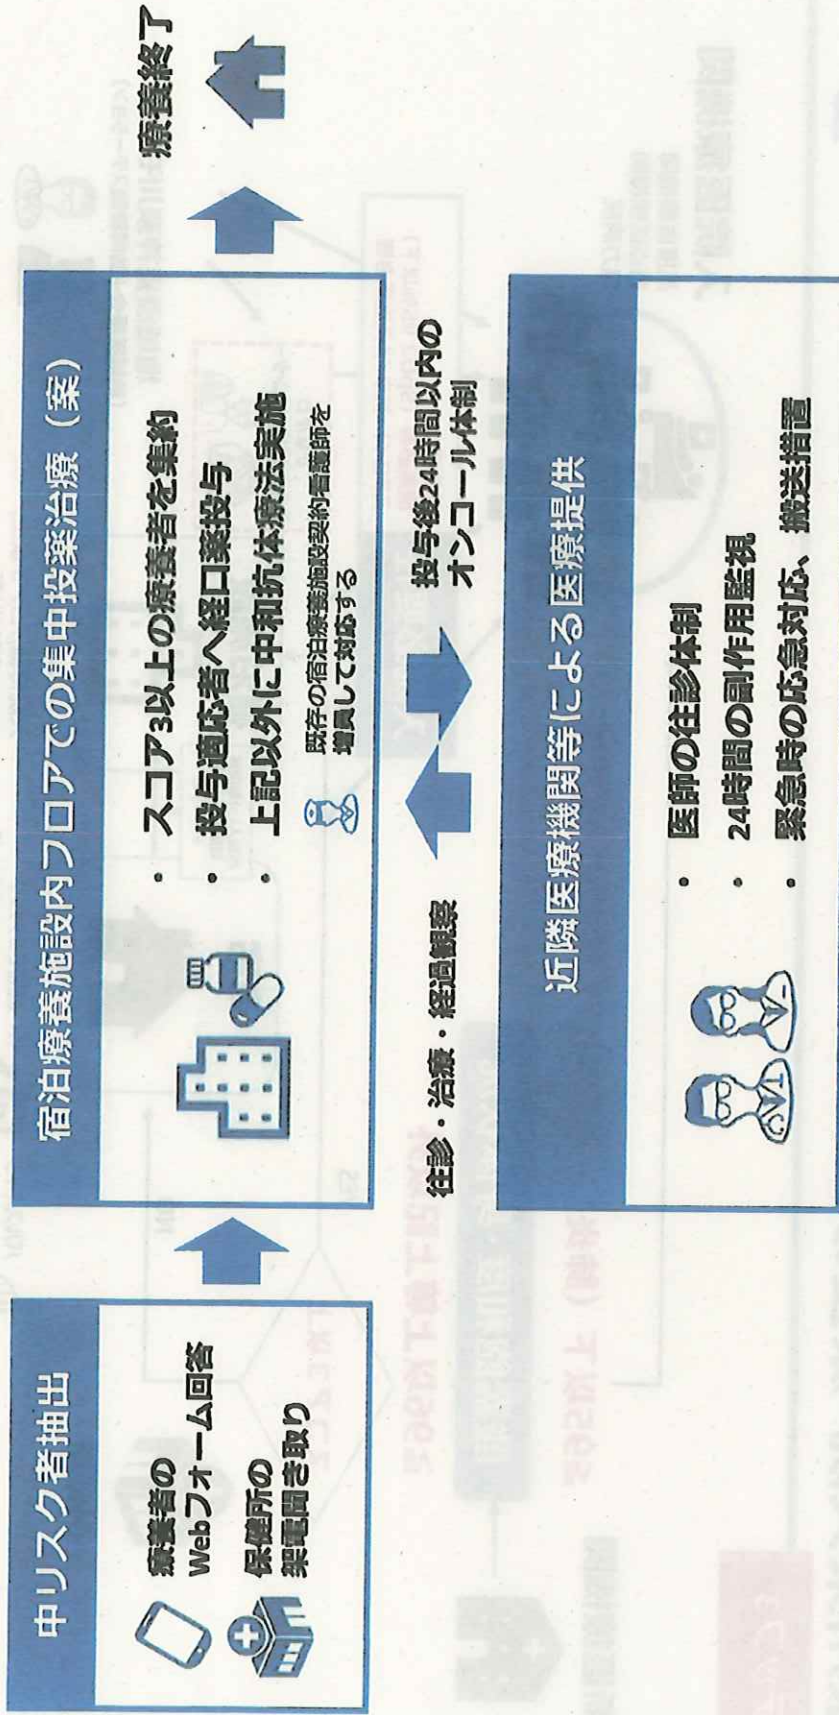 中リスク者抽出
療養者の
Webフォーム回答
保健所の
架電聞き取り
宿泊療養施設内フロアでの集中投薬治療（案）
・スコア3以上の療養者を集約
・投与適応者へ経口薬投与
・上記以外に中和抗体療法実施
既存の宿泊療養施設契約看護師を
増員して対応する
療養終了
往診・治療・経過観察
投与後24時間以内の
オンコール体制
近隣医療機関等による医療提供
・医師の往診体制
・24時間の副作用監視
・緊急時の応急対応、搬送措置